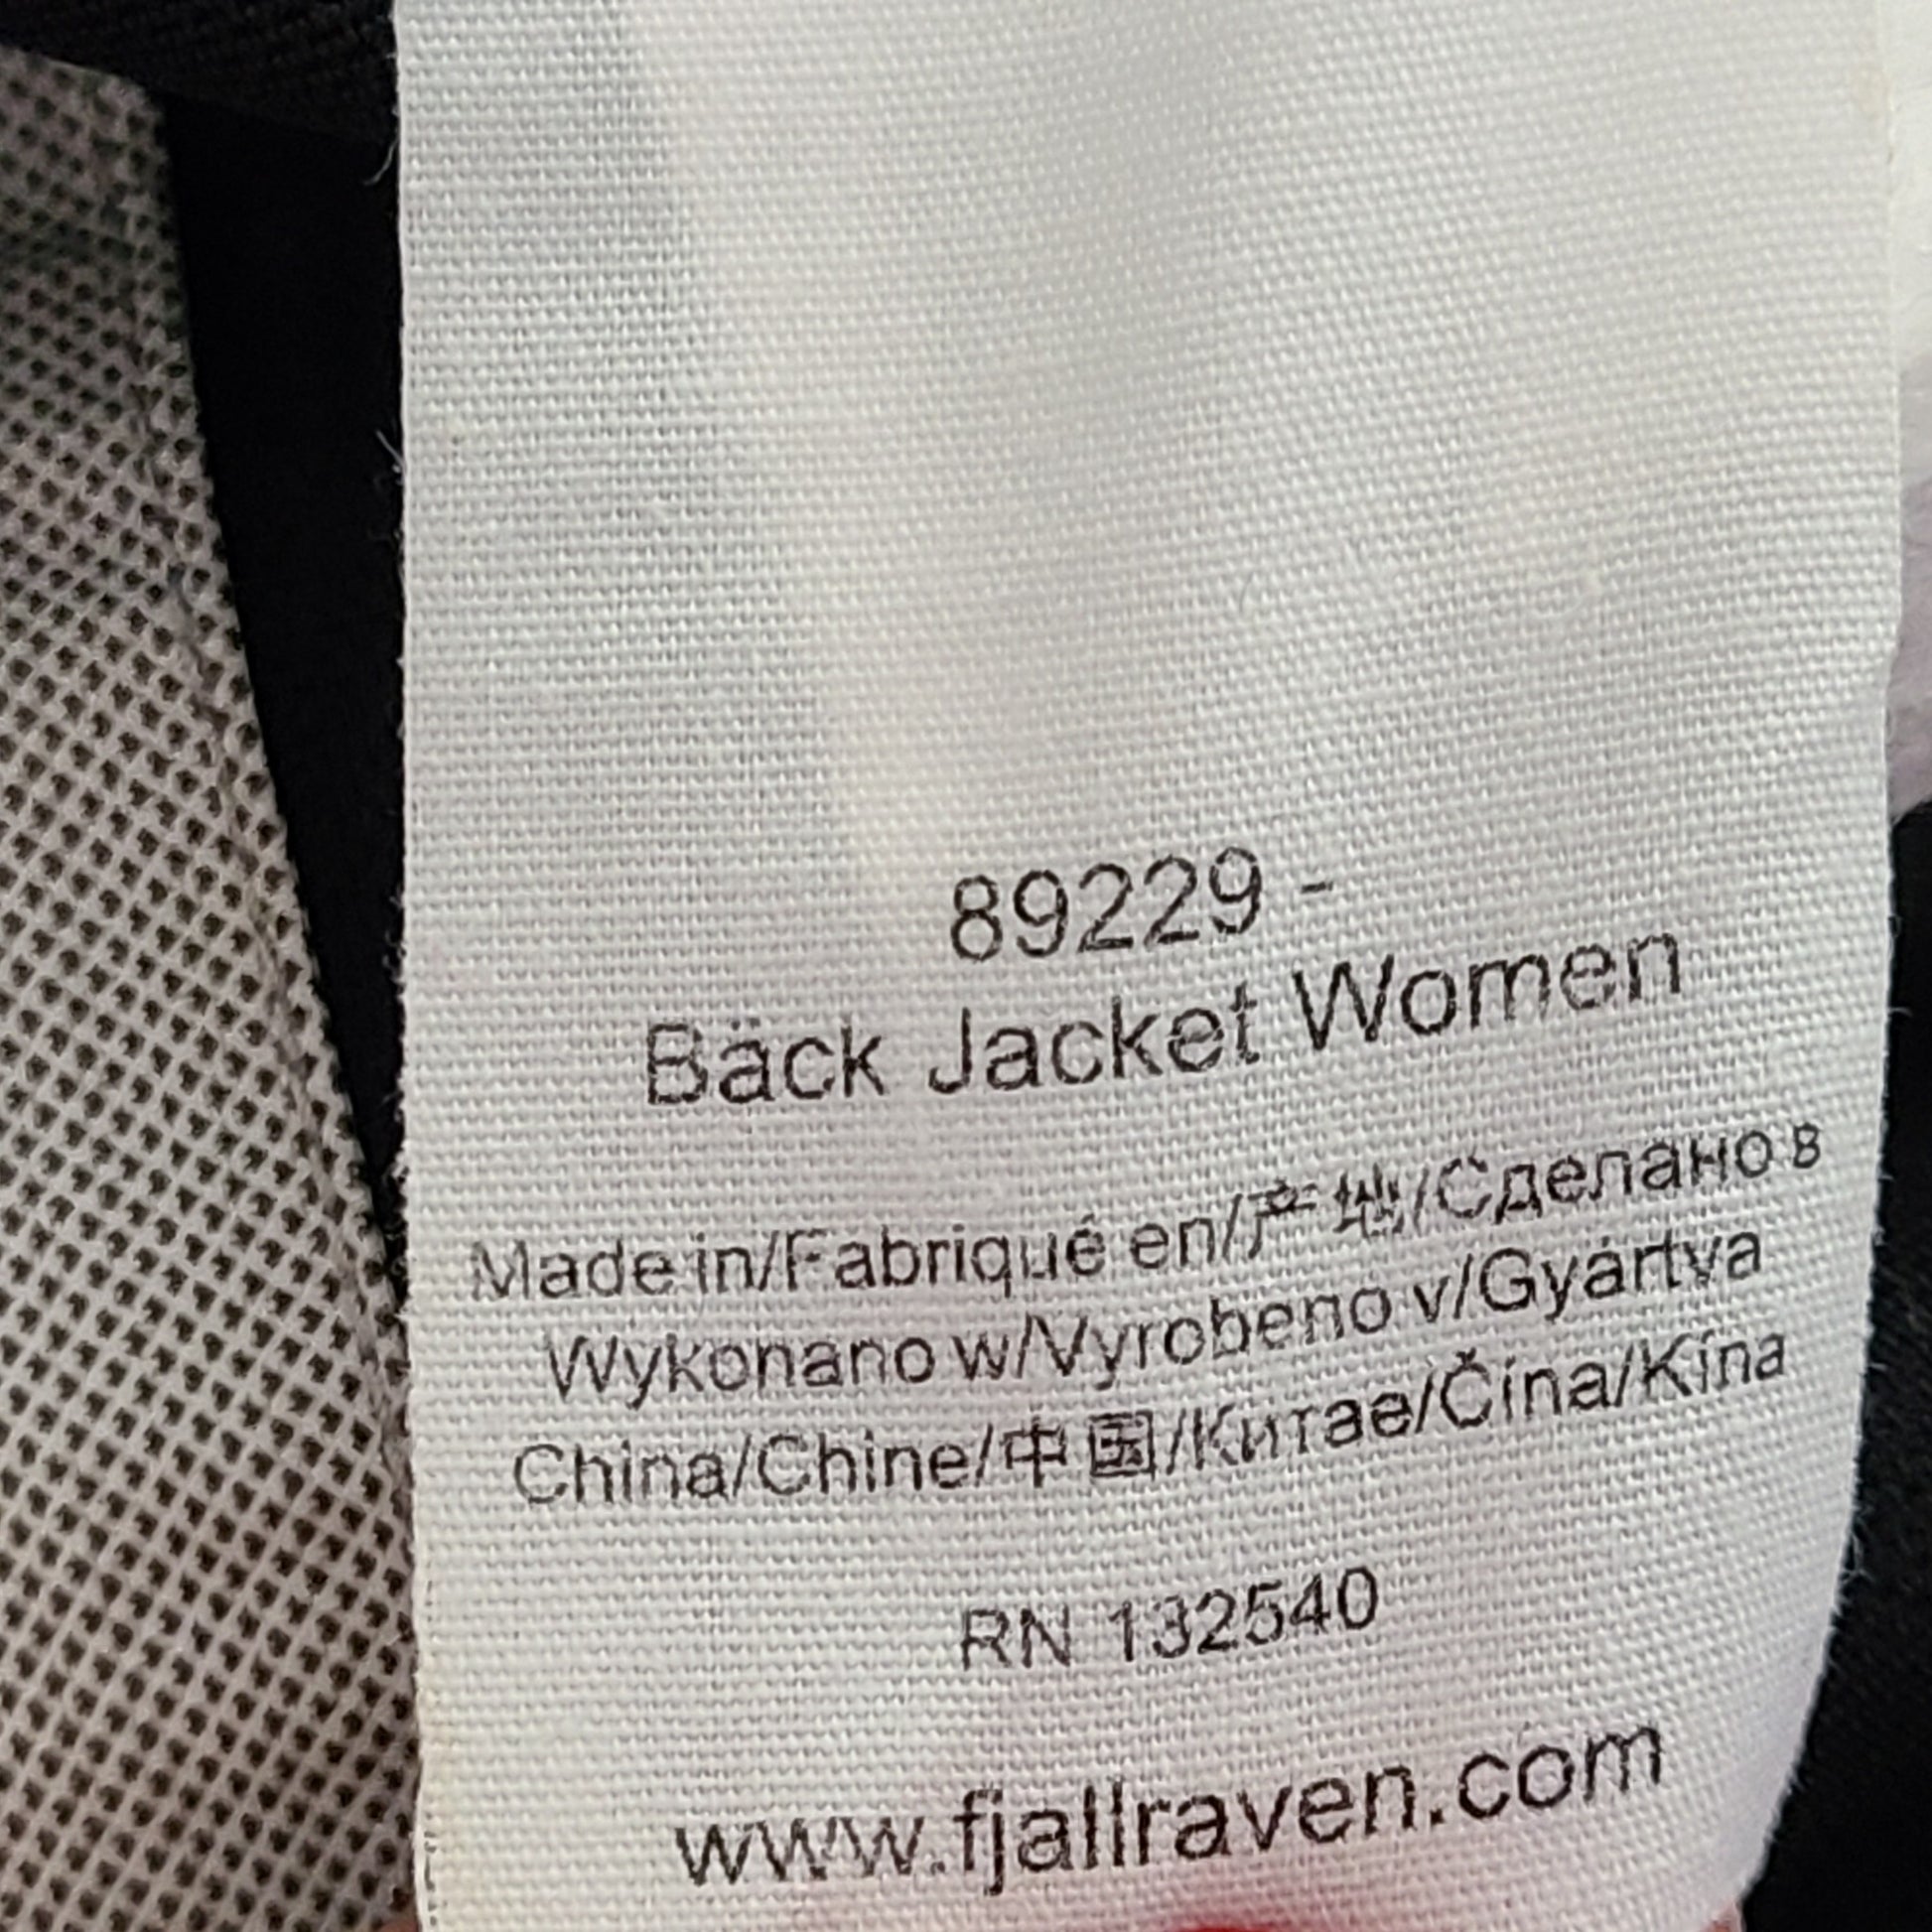 89229 -
Bäck Jacket Women
Made in/Fabriqué en/产地/Сделано в
Wykonano w/Vyrobeno v/Gyártva
China/Chine/中国/Китае/Čína/Kína
RN 132540
www.fjallraven.com